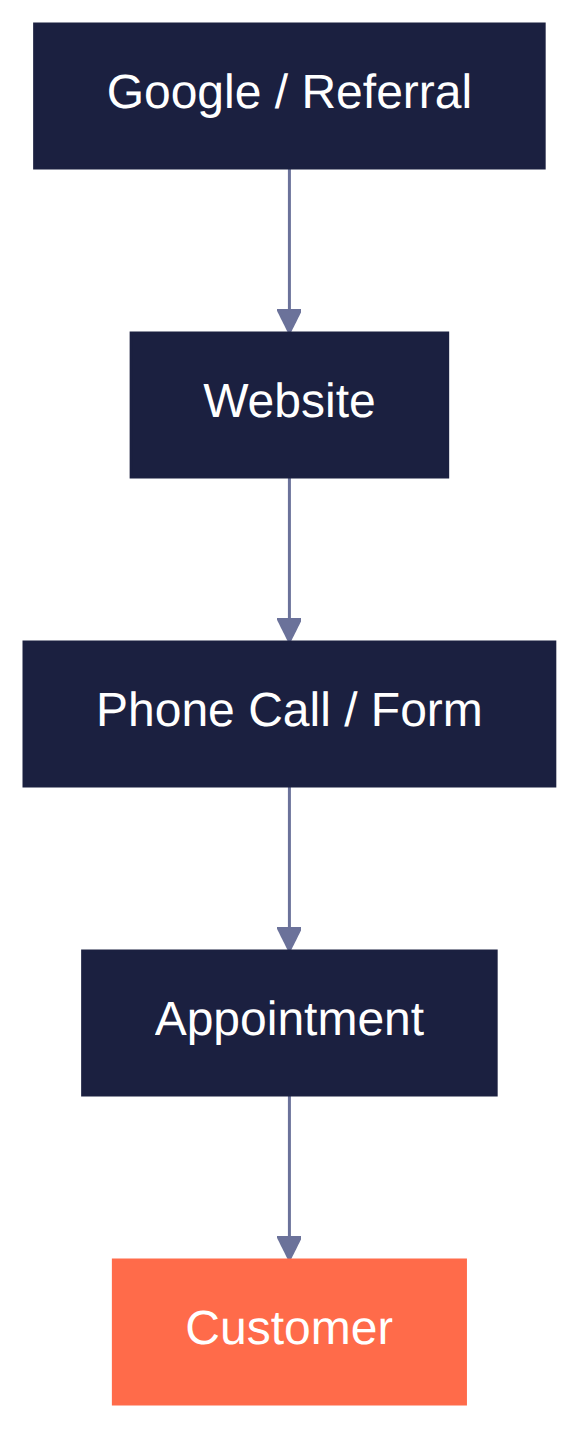 Google / Referral
Website
Phone Call / Form
Appointment
Customer